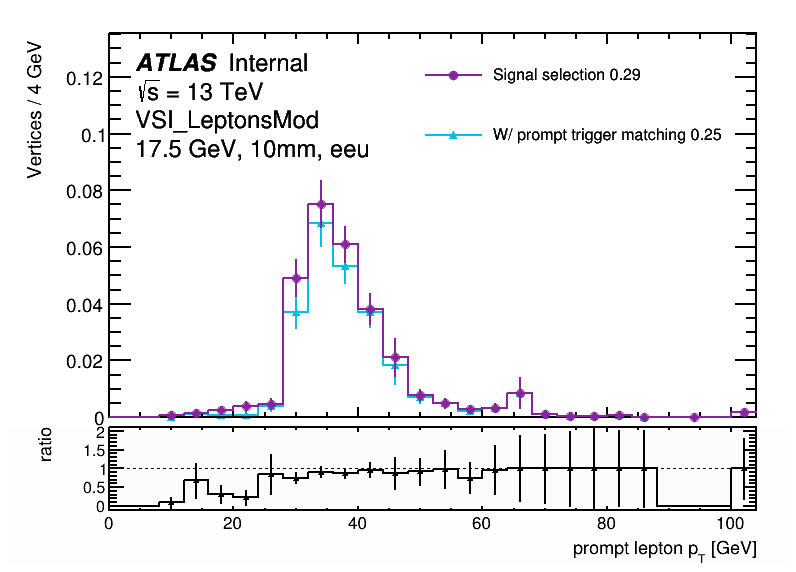 ATLAS Internal
√s = 13 TeV
VSI_LeptonsMod
17.5 GeV, 10mm, eeu
Signal selection 0.29
W/ prompt trigger matching 0.25
Vertices / 4 GeV
0.12
0.1
0.08
0.06
0.04
0.02
0
ratio
2
1.5
1
0.5
0
0 20 40 60 80 100
prompt lepton pT [GeV]